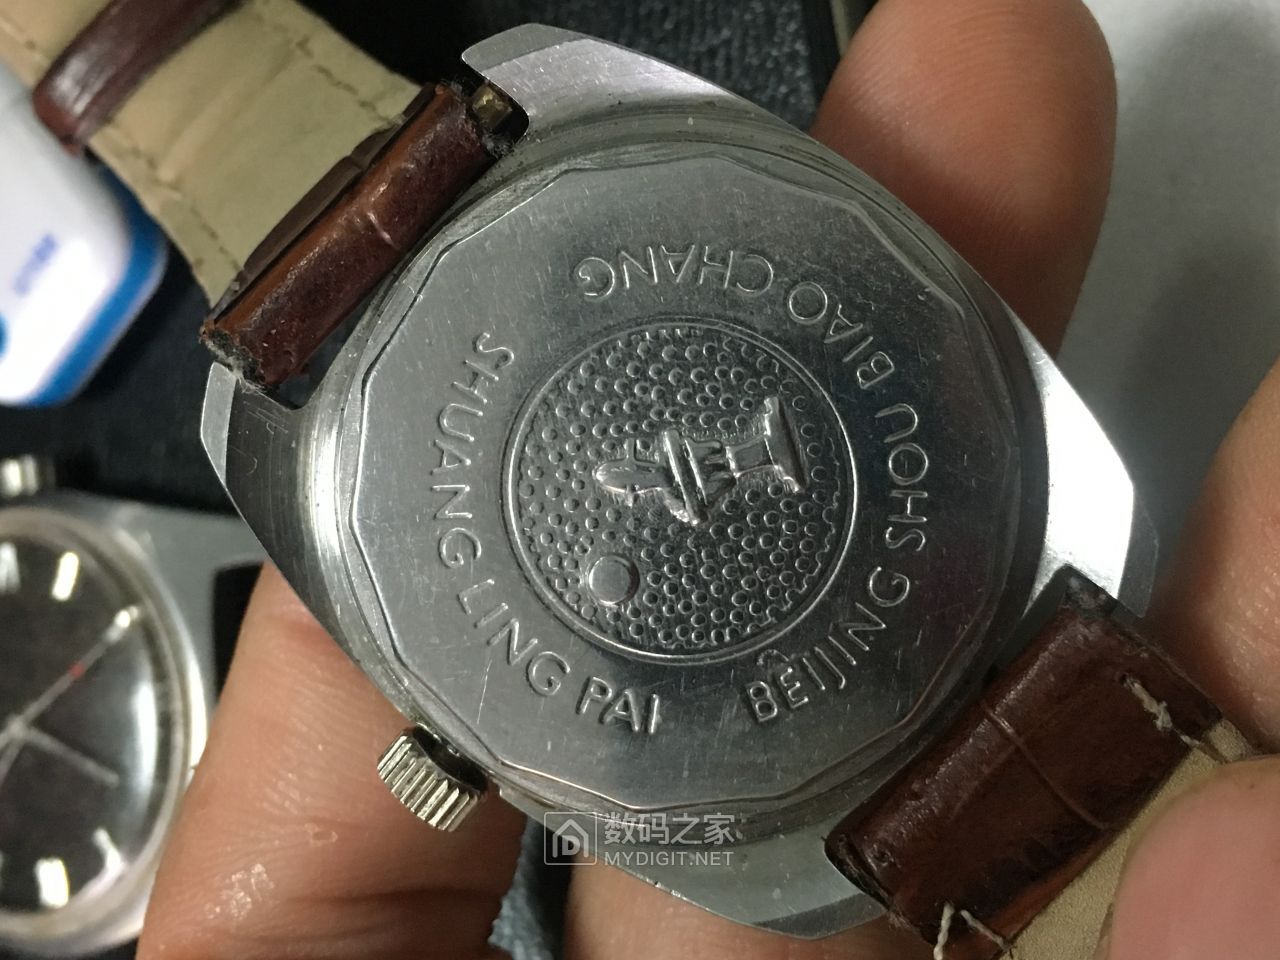 SHUANG LING PAI
BEIJING SHOU BIAO CHANG
数码之家
MYDIGIT.NET